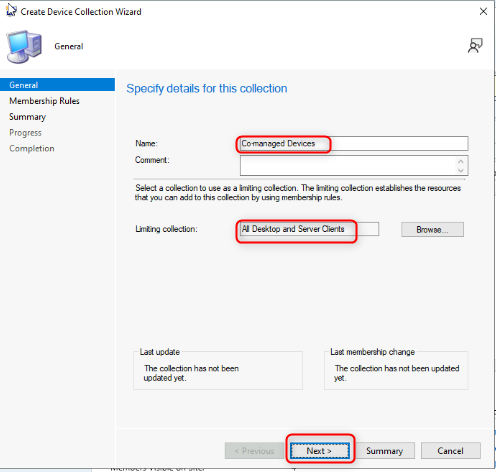 Create Device Collection Wizard
General
General
Membership Rules
Summary
Progress
Completion
Specify details for this collection
Name:
Co-managed Devices
Comment:
Select a collection to use as a limiting collection. The limiting collection establishes the resources
that you can add to this collection by using membership rules.
Limiting collection:
All Desktop and Server Clients
Browse...
Last update
The collection has not been
updated yet.
Last membership change
The collection has not been updated
yet.
< Previous
Next >
Summary
Cancel